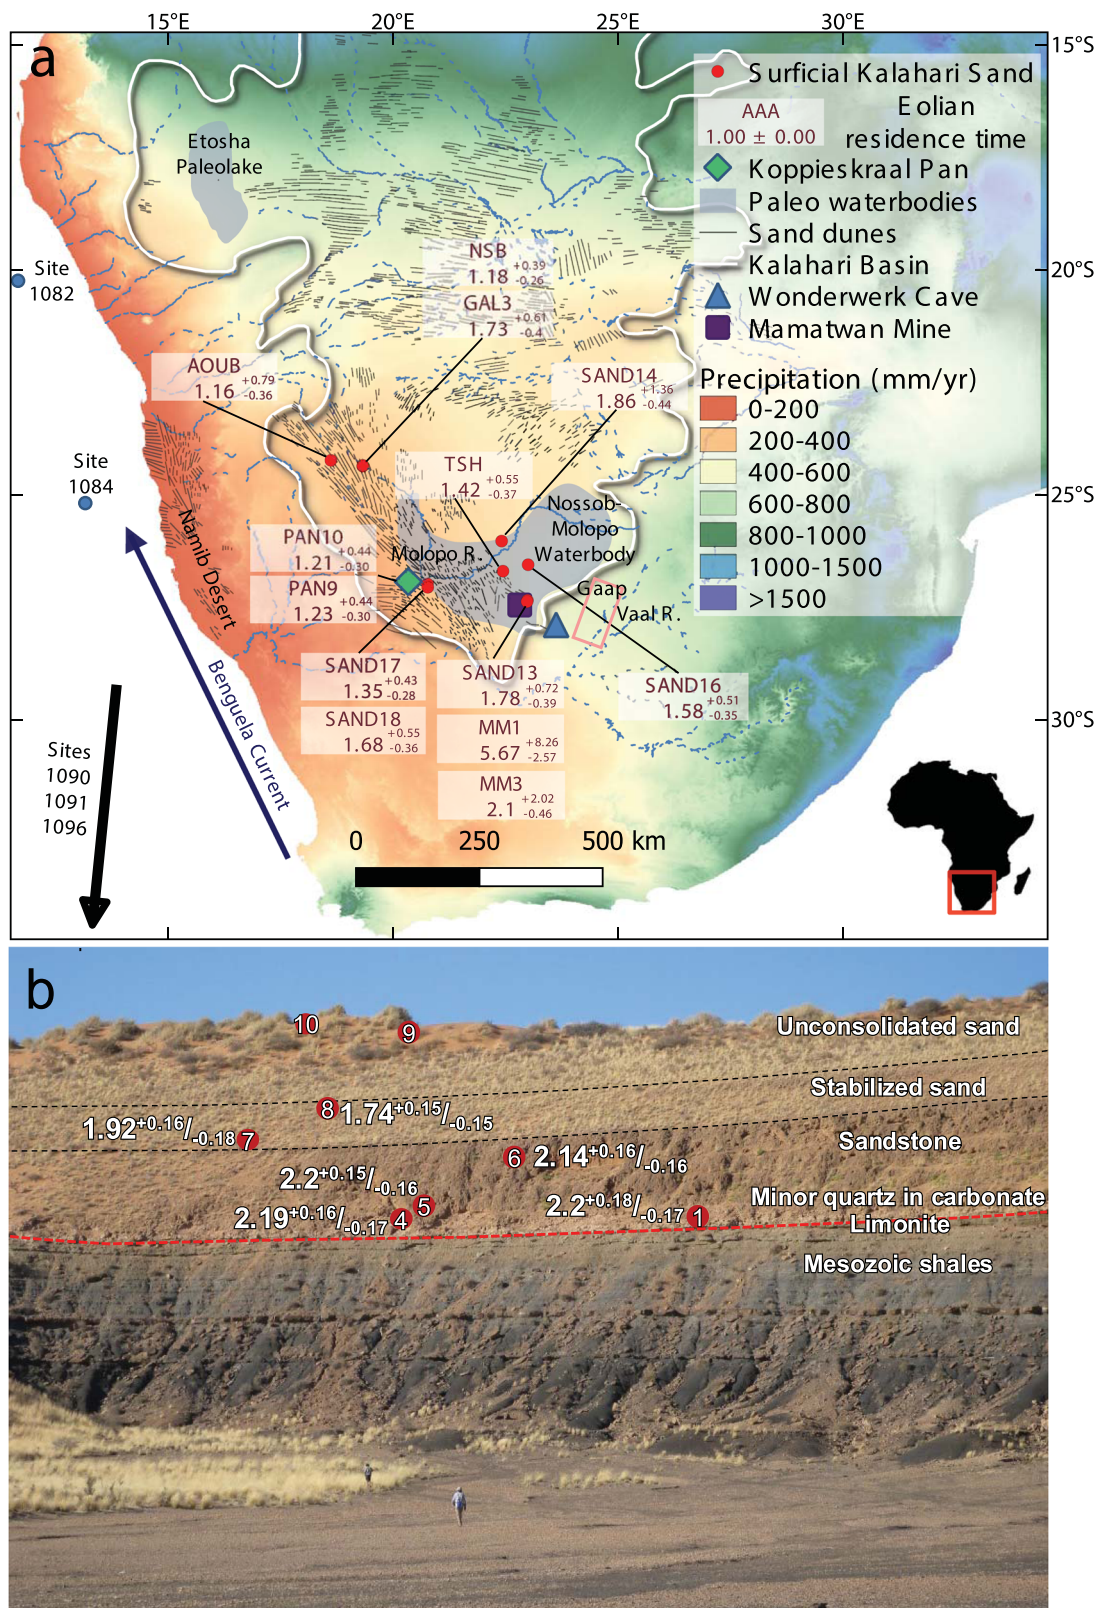 15°E
20°E
25°E
30°E
a
15°S
20°S
25°S
30°S
Surficial Kalahari Sand
AAA
1.00 ± 0.00
Eolian
residence time
Koppieskraal Pan
Paleo waterbodies
Sand dunes
Kalahari Basin
Wonderwerk Cave
Mamatwan Mine
Precipitation (mm/yr)
0-200
200-400
400-600
600-800
800-1000
1000-1500
>1500
Etosha
Paleolake
Site
1082
NSB
1.18 +0.39 -0.26
GAL3
1.73 +0.61 -0.4
AOUB
1.16 +0.79 -0.36
SAND14
1.86 +1.36 -0.44
Site
1084
TSH
1.42 +0.55 -0.37
Nossob-
Molopo
Waterbody
Namib Desert
PAN10
1.21 +0.44 -0.30
Molopo R.
PAN9
1.23 +0.44 -0.30
Gaap
Vaal R.
SAND17
1.35 +0.43 -0.28
SAND18
1.68 +0.55 -0.36
SAND13
1.78 +0.72 -0.39
MM1
5.67 +8.26 -2.57
MM3
2.1 +2.02 -0.46
SAND16
1.58 +0.51 -0.35
Benguela Current
Sites
1090
1091
1096
0 250 500 km
b
10
9
Unconsolidated sand
Stabilized sand
8 1.74+0.15/-0.15
1.92+0.16/-0.18 7
Sandstone
6 2.14+0.16/-0.16
2.2+0.15/-0.16 5
2.19+0.16/-0.17 4
2.2+0.18/-0.17 1
Minor quartz in carbonate
Limonite
Mesozoic shales